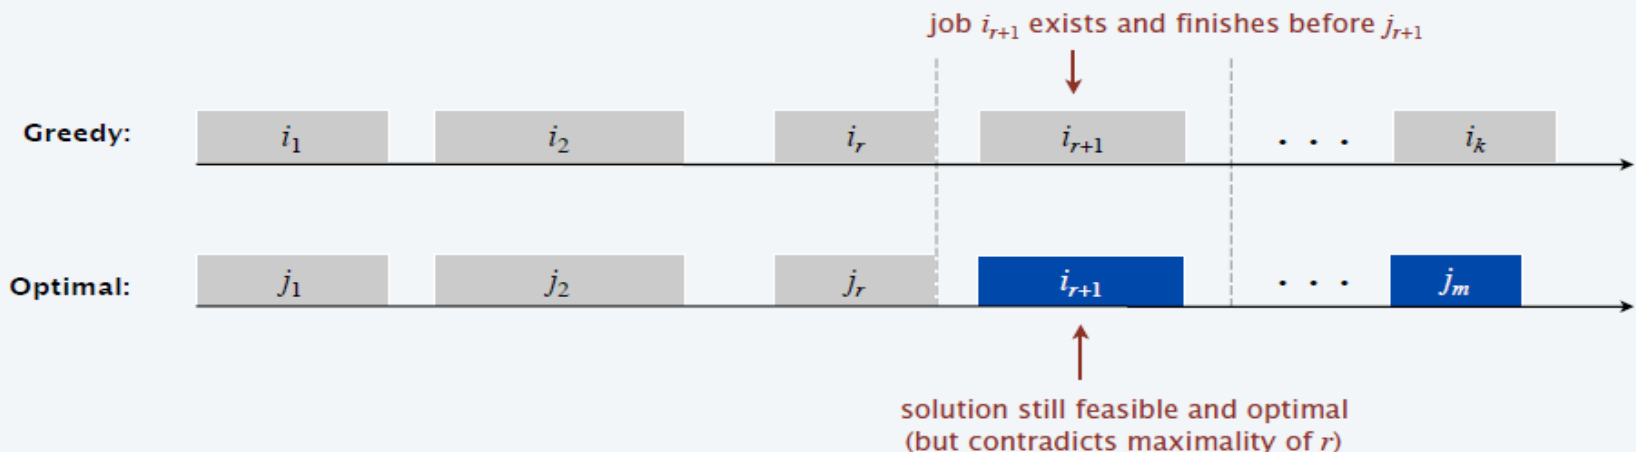 job i_{r+1} exists and finishes before j_{r+1}
Greedy: i_1 i_2 i_r i_{r+1} . . . i_k
Optimal: j_1 j_2 j_r i_{r+1} . . . j_m
solution still feasible and optimal
(but contradicts maximality of r)